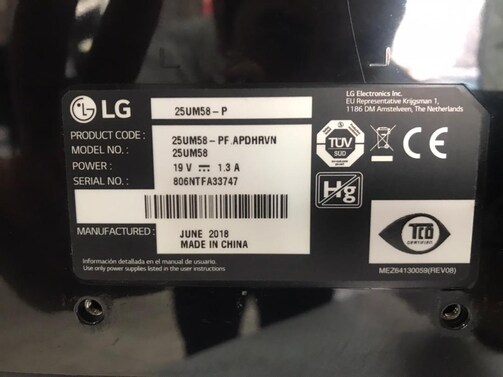 LG
25UM58-P
LG Electronics Inc.
EU Representative Krijgsman 1,
1186 DM Amstelveen, The Netherlands
PRODUCT CODE : 25UM58-PF.APDHRVN
MODEL NO. : 25UM58
POWER : 19 V ⎓ 1.3 A
SERIAL NO. : 806NTFA33747
TÜV
SÜD
Hg
MANUFACTURED : JUNE 2018
MADE IN CHINA
TCO
CERTIFIED
Información detallada en el manual de usuario.
Use only power supplies listed in the user instructions
MEZ64130059(REV08)